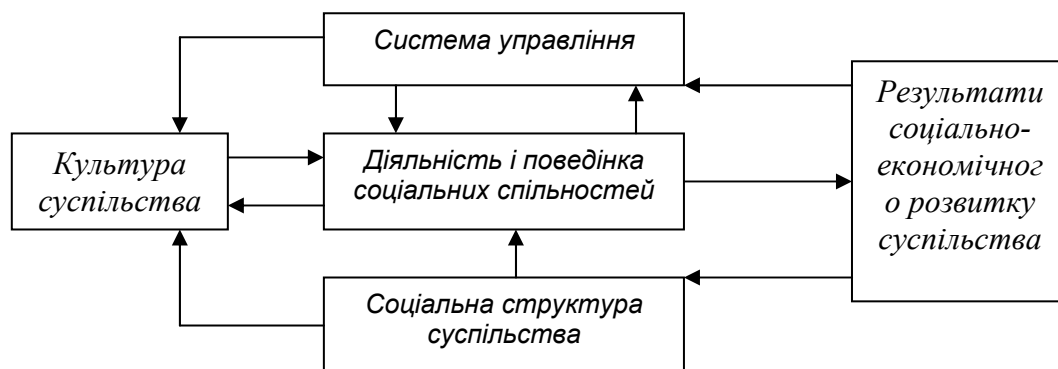 Система управління
Культура
суспільства
Діяльність і поведінка
соціальних спільностей
Результати
соціально-
економічног
о розвитку
суспільства
Соціальна структура
суспільства